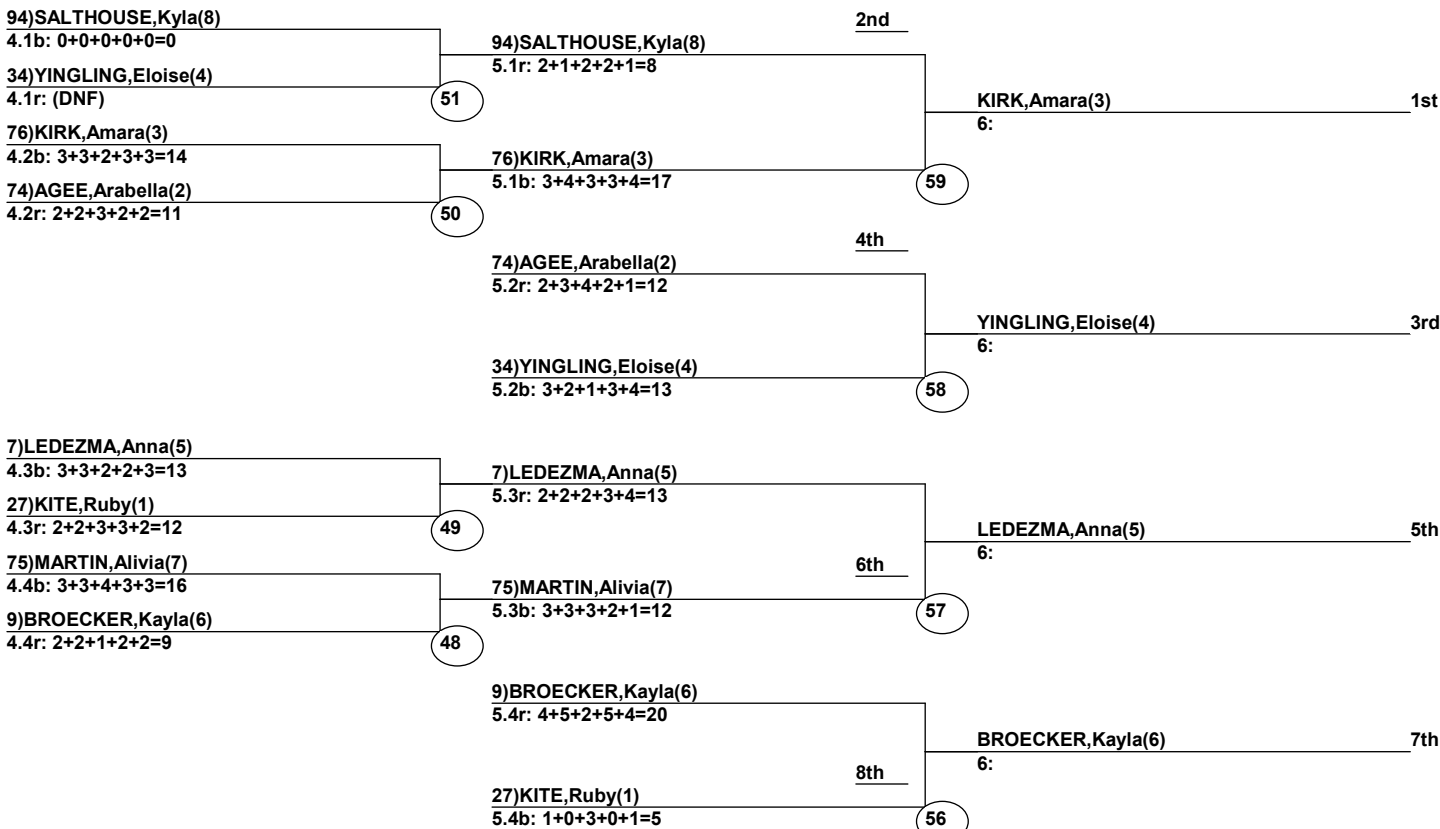 94)SALTHOUSE,Kyla(8)
4.1b: 0+0+0+0+0=0
34)YINGLING,Eloise(4)
4.1r: (DNF)
51
76)KIRK,Amara(3)
4.2b: 3+3+2+3+3=14
74)AGEE,Arabella(2)
4.2r: 2+2+3+2+2=11
50
94)SALTHOUSE,Kyla(8)
5.1r: 2+1+2+2+1=8
76)KIRK,Amara(3)
5.1b: 3+4+3+3+4=17
2nd
59
KIRK,Amara(3)
6:
1st
74)AGEE,Arabella(2)
5.2r: 2+3+4+2+1=12
34)YINGLING,Eloise(4)
5.2b: 3+2+1+3+4=13
4th
58
YINGLING,Eloise(4)
6:
3rd
7)LEDEZMA,Anna(5)
4.3b: 3+3+2+2+3=13
27)KITE,Ruby(1)
4.3r: 2+2+3+3+2=12
49
75)MARTIN,Alivia(7)
4.4b: 3+3+4+3+3=16
9)BROECKER,Kayla(6)
4.4r: 2+2+1+2+2=9
48
7)LEDEZMA,Anna(5)
5.3r: 2+2+2+3+4=13
75)MARTIN,Alivia(7)
5.3b: 3+3+3+2+1=12
6th
57
LEDEZMA,Anna(5)
6:
5th
9)BROECKER,Kayla(6)
5.4r: 4+5+2+5+4=20
27)KITE,Ruby(1)
5.4b: 1+0+3+0+1=5
8th
56
BROECKER,Kayla(6)
6:
7th